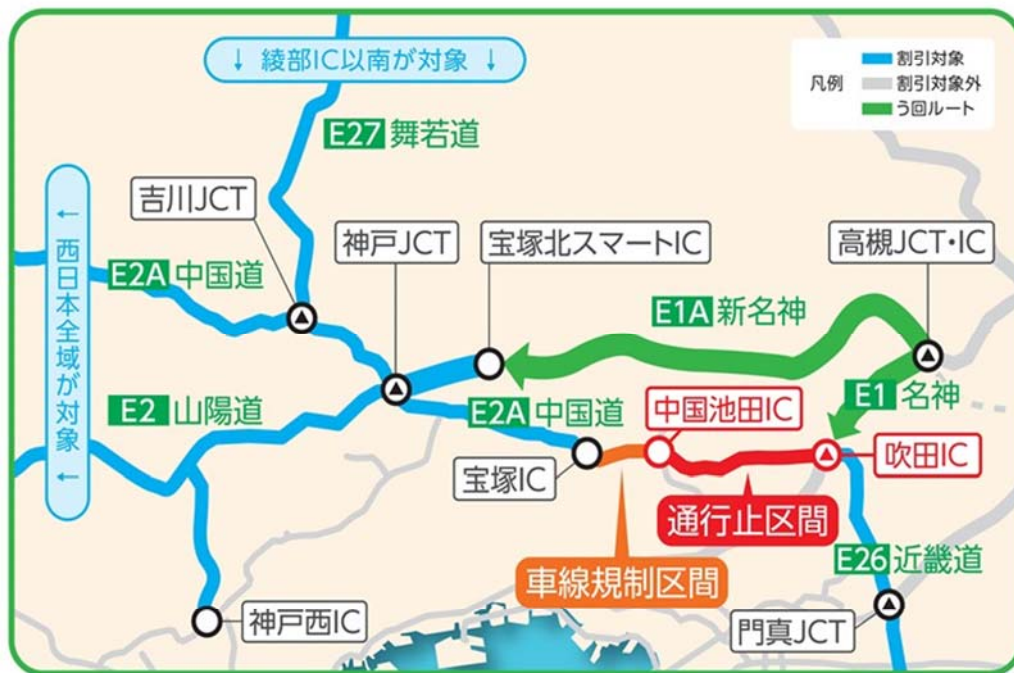 ↓ 綾部IC以南が対象 ↓
凡例
割引対象
割引対象外
う回ルート
E27 舞若道
← 西日本全域が対象 ←
吉川JCT
神戸JCT
宝塚北スマートIC
高槻JCT・IC
E2A 中国道
E1A 新名神
E2 山陽道
E2A 中国道
中国池田IC
E1 名神
宝塚IC
吹田IC
通行止区間
車線規制区間
E26 近畿道
神戸西IC
門真JCT